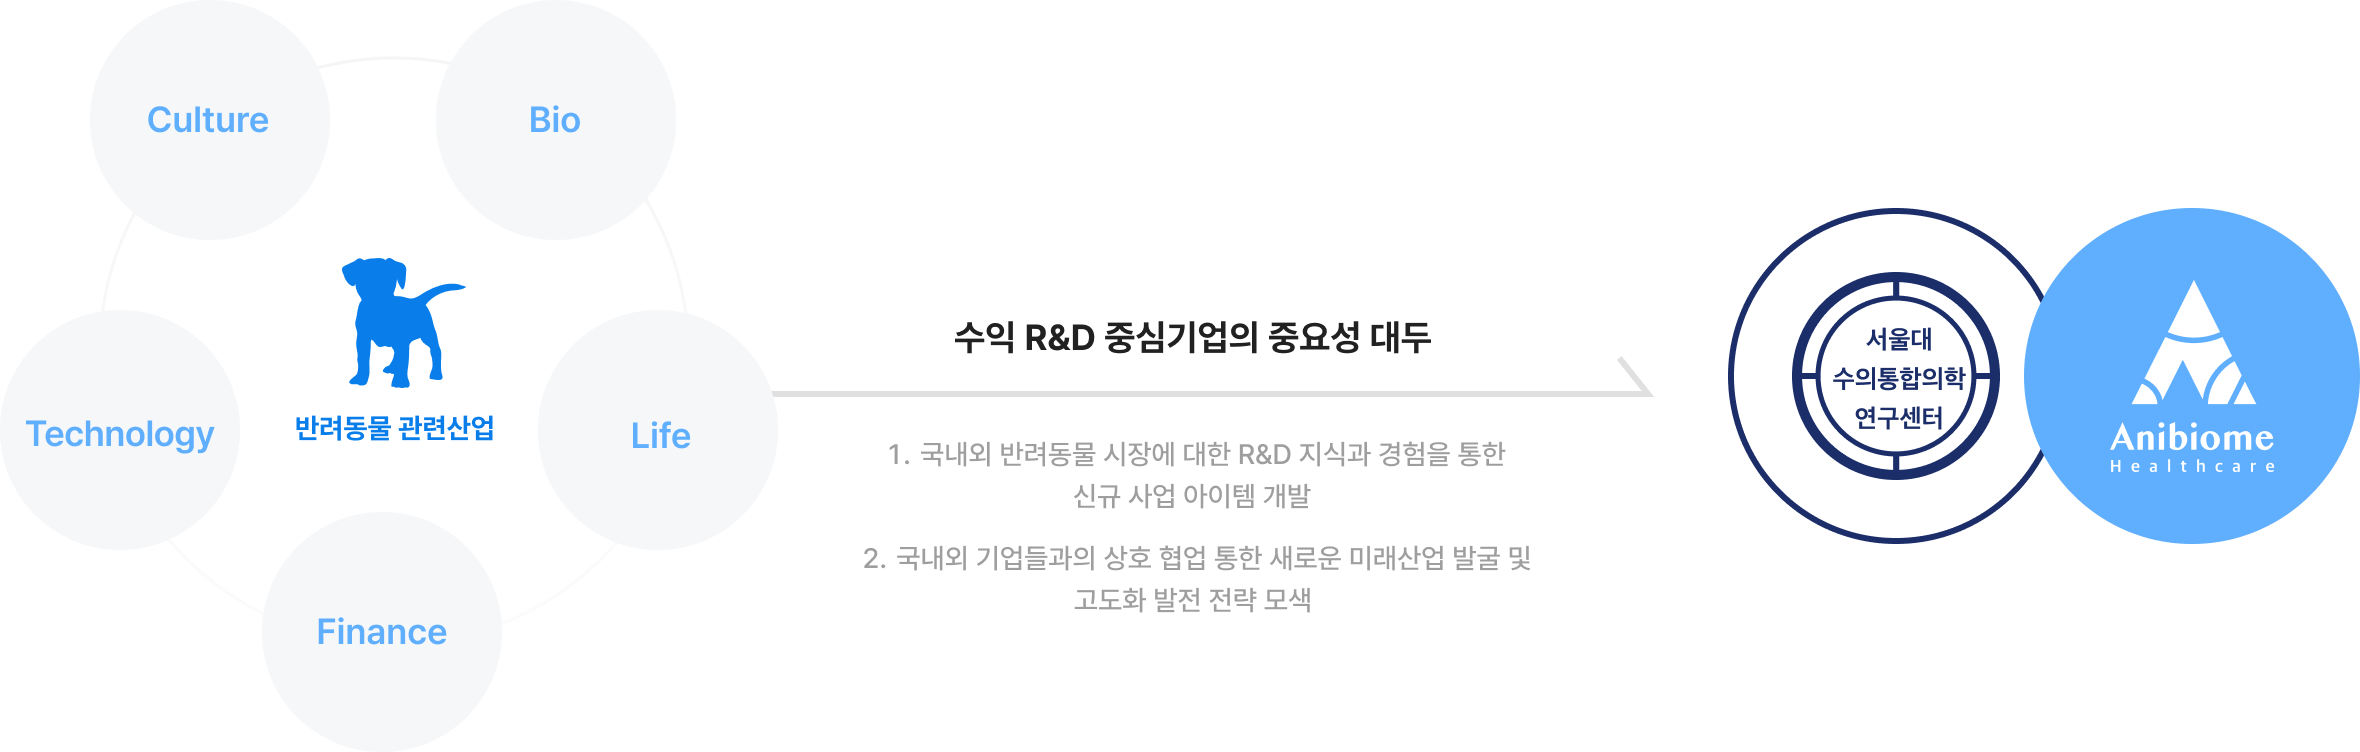 Culture
Bio
Technology
반려동물 관련산업
Life
Finance
수익 R&D 중심기업의 중요성 대두
1. 국내외 반려동물 시장에 대한 R&D 지식과 경험을 통한
신규 사업 아이템 개발
2. 국내외 기업들과의 상호 협업 통한 새로운 미래산업 발굴 및
고도화 발전 전략 모색
서울대
수의통합의학
연구센터
Anibiome
Healthcare